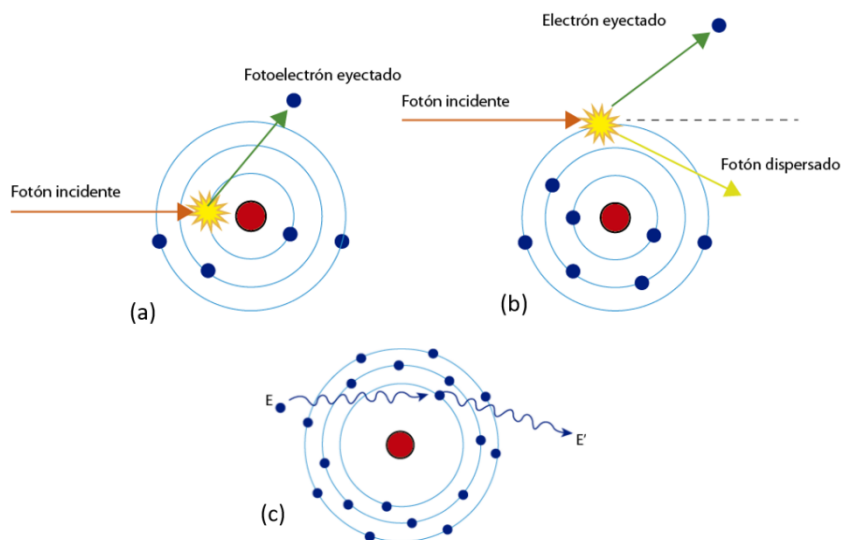 Fotoelectrón eyectado
Fotón incidente
(a)
Electrón eyectado
Fotón incidente
Fotón dispersado
(b)
E
E'
(c)